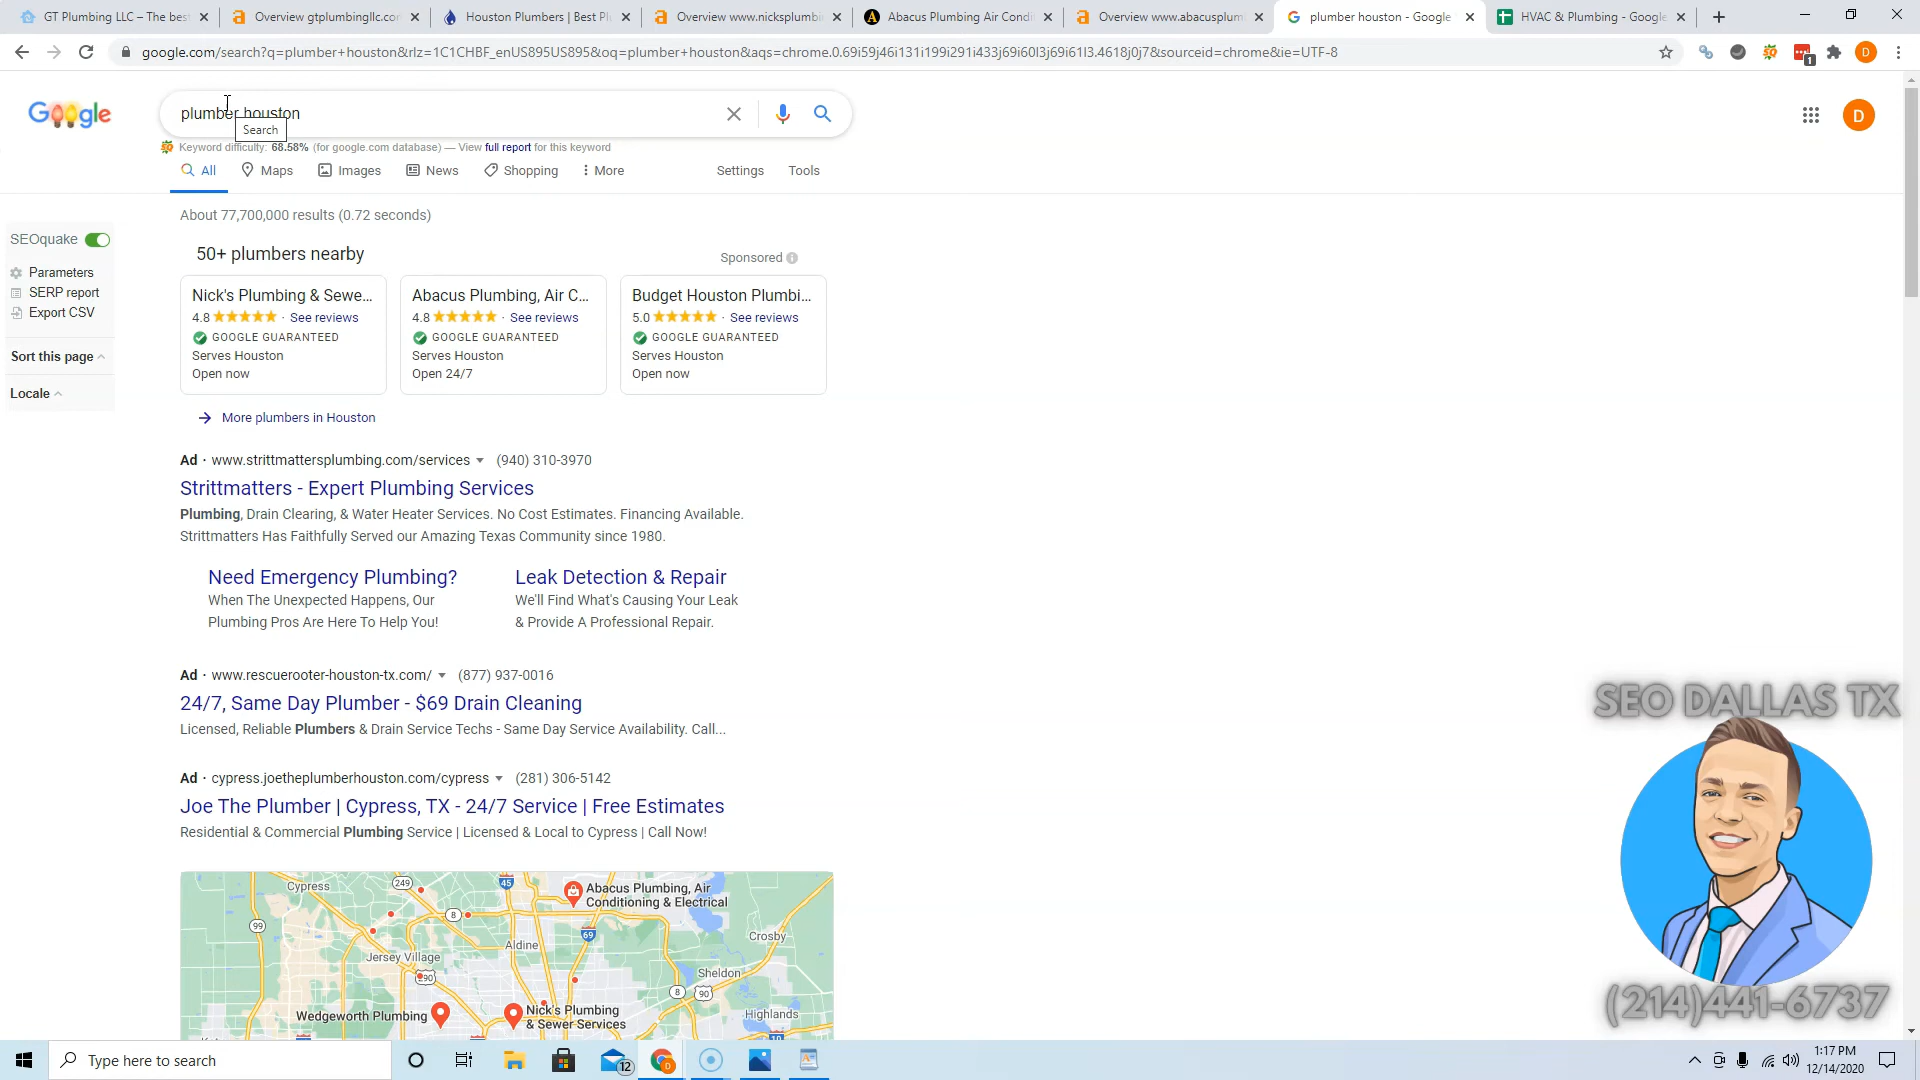 GT Plumbing LLC – The best
Overview gtplumbingllc.con
Houston Plumbers | Best Pl
Overview www.nicksplumbi
Abacus Plumbing Air Condi
Overview www.abacusplum
plumber houston - Google
HVAC & Plumbing - Google
google.com/search?q=plumber+houston&rlz=1C1CHBF_enUS895US895&oq=plumber+houston&aqs=chrome.0.69i59j46i131i199i291i433j69i60l3j69i61l3.4618j0j7&sourceid=chrome&ie=UTF-8
1
D
Google
plumber houston
Search
D
Keyword difficulty: 68.58% (for google.com database) — View full report for this keyword
All
Maps
Images
News
Shopping
More
Settings
Tools
About 77,700,000 results (0.72 seconds)
SEOquake
Parameters
SERP report
Export CSV
Sort this page
Locale
50+ plumbers nearby
Sponsored
Nick's Plumbing & Sewe...
4.8 · See reviews
GOOGLE GUARANTEED
Serves Houston
Open now
Abacus Plumbing, Air C...
4.8 · See reviews
GOOGLE GUARANTEED
Serves Houston
Open 24/7
Budget Houston Plumbi...
5.0 · See reviews
GOOGLE GUARANTEED
Serves Houston
Open now
More plumbers in Houston
Ad · www.strittmattersplumbing.com/services (940) 310-3970
Strittmatters - Expert Plumbing Services
Plumbing, Drain Clearing, & Water Heater Services. No Cost Estimates. Financing Available.
Strittmatters Has Faithfully Served our Amazing Texas Community since 1980.
Need Emergency Plumbing?
When The Unexpected Happens, Our
Plumbing Pros Are Here To Help You!
Leak Detection & Repair
We'll Find What's Causing Your Leak
& Provide A Professional Repair.
Ad · www.rescuerooter-houston-tx.com/ (877) 937-0016
24/7, Same Day Plumber - $69 Drain Cleaning
Licensed, Reliable Plumbers & Drain Service Techs - Same Day Service Availability. Call...
Ad · cypress.joetheplumberhouston.com/cypress (281) 306-5142
Joe The Plumber | Cypress, TX - 24/7 Service | Free Estimates
Residential & Commercial Plumbing Service | Licensed & Local to Cypress | Call Now!
Cypress
249
45
Abacus Plumbing, Air
Conditioning & Electrical
8
99
69
Aldine
Crosby
Jersey Village
290
Sheldon
8
90
Wedgeworth Plumbing
Nick's Plumbing
& Sewer Services
Highlands
SEO DALLAS TX
(214)441-6737
Type here to search
12
D
1:17 PM
12/14/2020